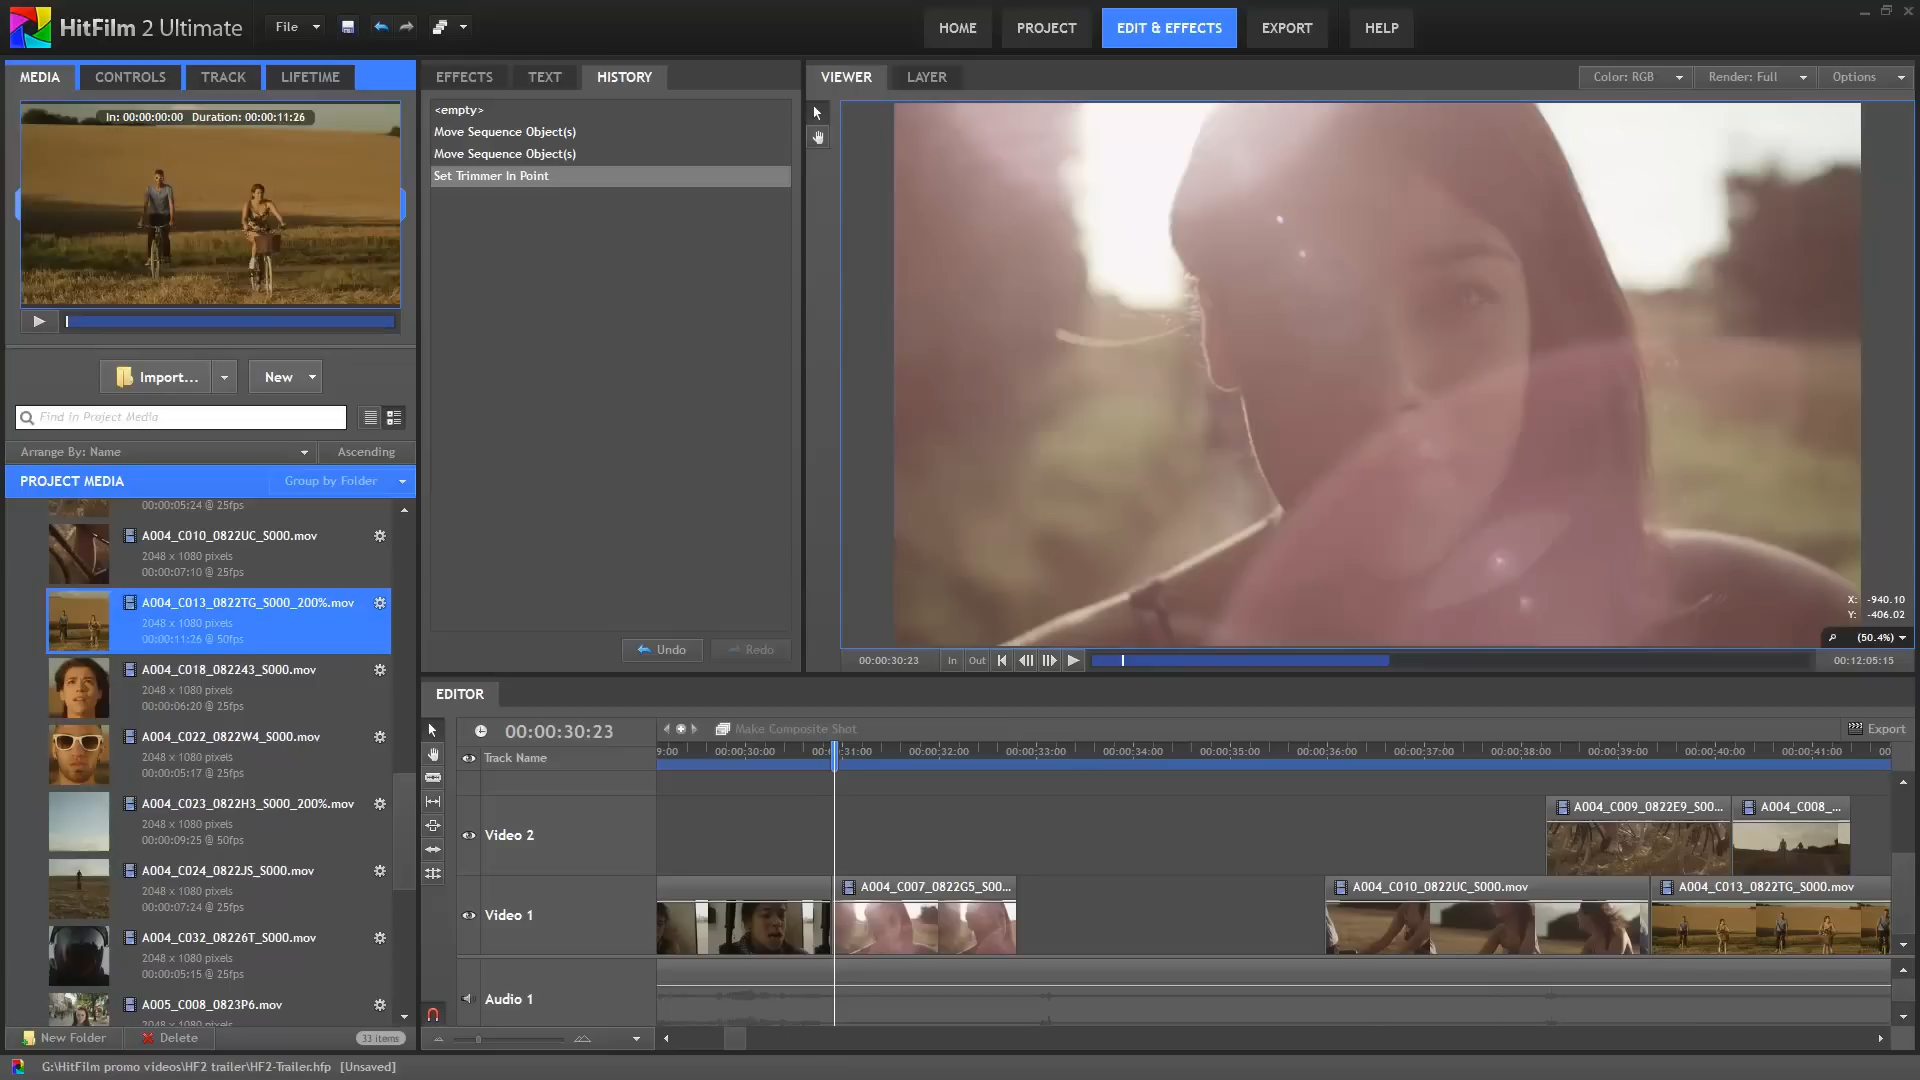 HitFilm 2 Ultimate
File
HOME
PROJECT
EDIT & EFFECTS
EXPORT
HELP
MEDIA
CONTROLS
TRACK
LIFETIME
In: 00:00:00:00 Duration: 00:00:11:26
Import...
New
Find in Project Media
Arrange By: Name
Ascending
PROJECT MEDIA
Group by Folder
00:00:05:24 @ 25fps
A004_C010_0822UC_S000.mov
2048 x 1080 pixels
00:00:07:10 @ 25fps
A004_C013_0822TG_S000_200%.mov
2048 x 1080 pixels
00:00:11:26 @ 50fps
A004_C018_082243_S000.mov
2048 x 1080 pixels
00:00:06:20 @ 25fps
A004_C022_0822W4_S000.mov
2048 x 1080 pixels
00:00:05:17 @ 25fps
A004_C023_0822H3_S000_200%.mov
2048 x 1080 pixels
00:00:09:25 @ 50fps
A004_C024_0822JS_S000.mov
2048 x 1080 pixels
00:00:07:24 @ 25fps
A004_C032_08226T_S000.mov
2048 x 1080 pixels
00:00:05:15 @ 25fps
A005_C008_0823P6.mov
2048 x 1080 pixels
New Folder
Delete
33 items
EFFECTS
TEXT
HISTORY
<empty>
Move Sequence Object(s)
Move Sequence Object(s)
Set Trimmer In Point
Undo
Redo
VIEWER
LAYER
Color: RGB
Render: Full
Options
X: -940.10
Y: -406.02
(50.4%)
00:00:30:23
In
Out
00:12:05:15
EDITOR
00:00:30:23
Make Composite Shot
Export
Track Name
9:00
00:00:30:00
00:00:31:00
00:00:32:00
00:00:33:00
00:00:34:00
00:00:35:00
00:00:36:00
00:00:37:00
00:00:38:00
00:00:39:00
00:00:40:00
00:00:41:00
00
Video 2
A004_C009_0822E9_S00...
A004_C008_...
Video 1
A004_C007_0822G5_S00...
A004_C010_0822UC_S000.mov
A004_C013_0822TG_S000.mov
Audio 1
G:\HitFilm promo videos\HF2 trailer\HF2-Trailer.hfp [Unsaved]